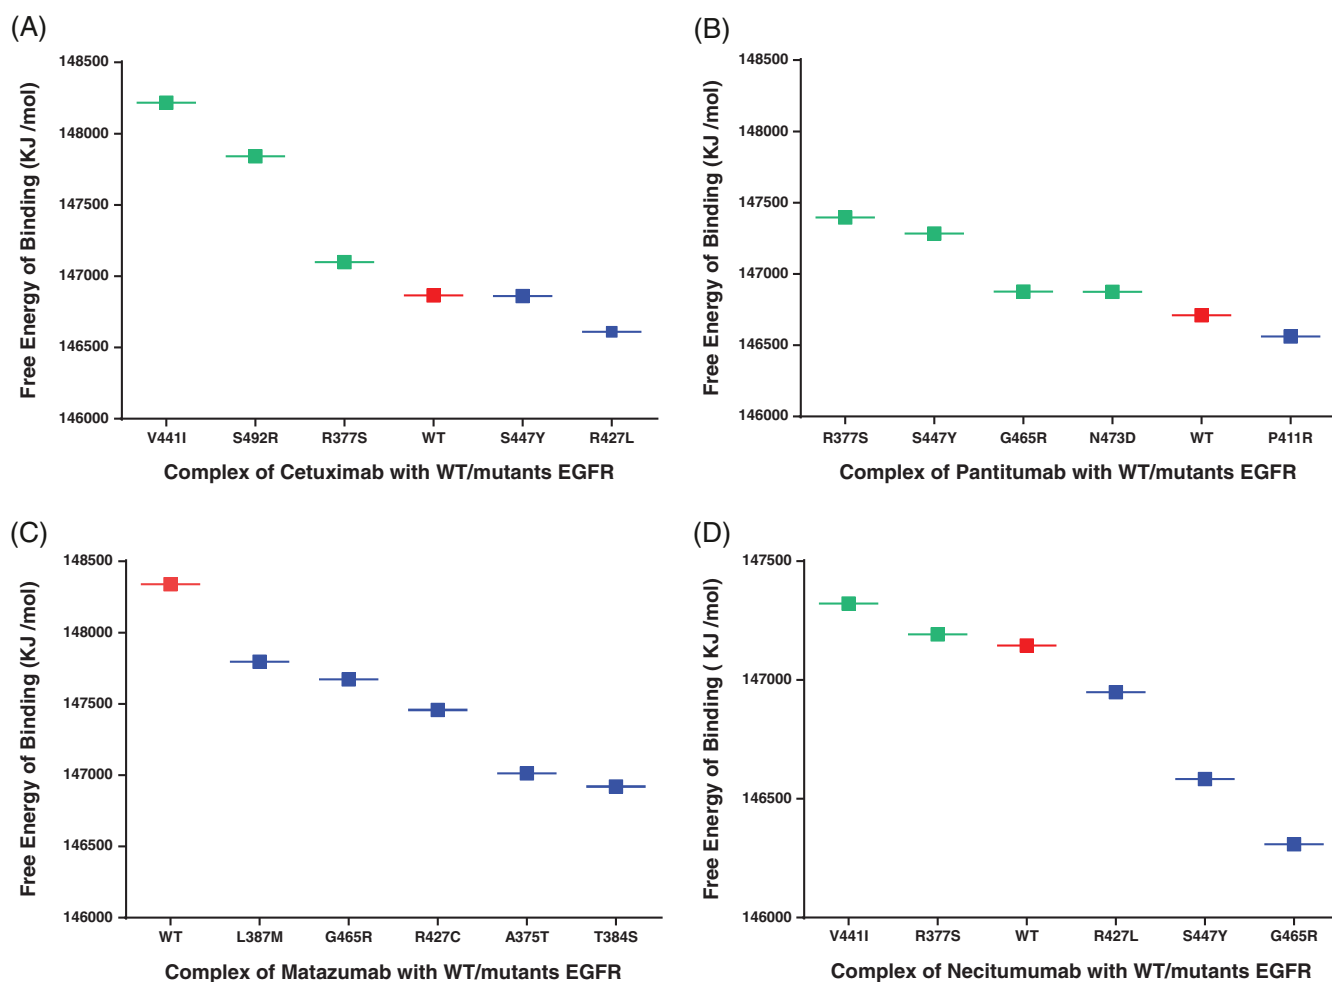 (A)
Free Energy of Binding (KJ /mol)
148500
148000
147500
147000
146500
146000
V441I S492R R377S WT S447Y R427L
Complex of Cetuximab with WT/mutants EGFR
(B)
Free Energy of Binding (KJ /mol)
148500
148000
147500
147000
146500
146000
R377S S447Y G465R N473D WT P411R
Complex of Pantitumab with WT/mutants EGFR
(C)
Free Energy of Binding (KJ /mol)
148500
148000
147500
147000
146500
146000
WT L387M G465R R427C A375T T384S
Complex of Matazumab with WT/mutants EGFR
(D)
Free Energy of Binding ( KJ /mol)
147500
147000
146500
146000
V441I R377S WT R427L S447Y G465R
Complex of Necitumumab with WT/mutants EGFR